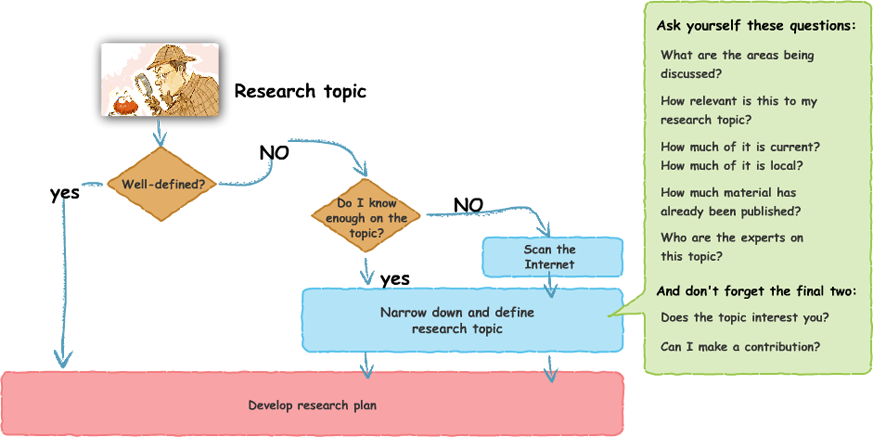 Research topic
Well-defined?
yes
NO
Do I know
enough on the
topic?
NO
Scan the
Internet
yes
Narrow down and define
research topic
Develop research plan
Ask yourself these questions:
What are the areas being
discussed?
How relevant is this to my
research topic?
How much of it is current?
How much of it is local?
How much material has
already been published?
Who are the experts on
this topic?
And don't forget the final two:
Does the topic interest you?
Can I make a contribution?